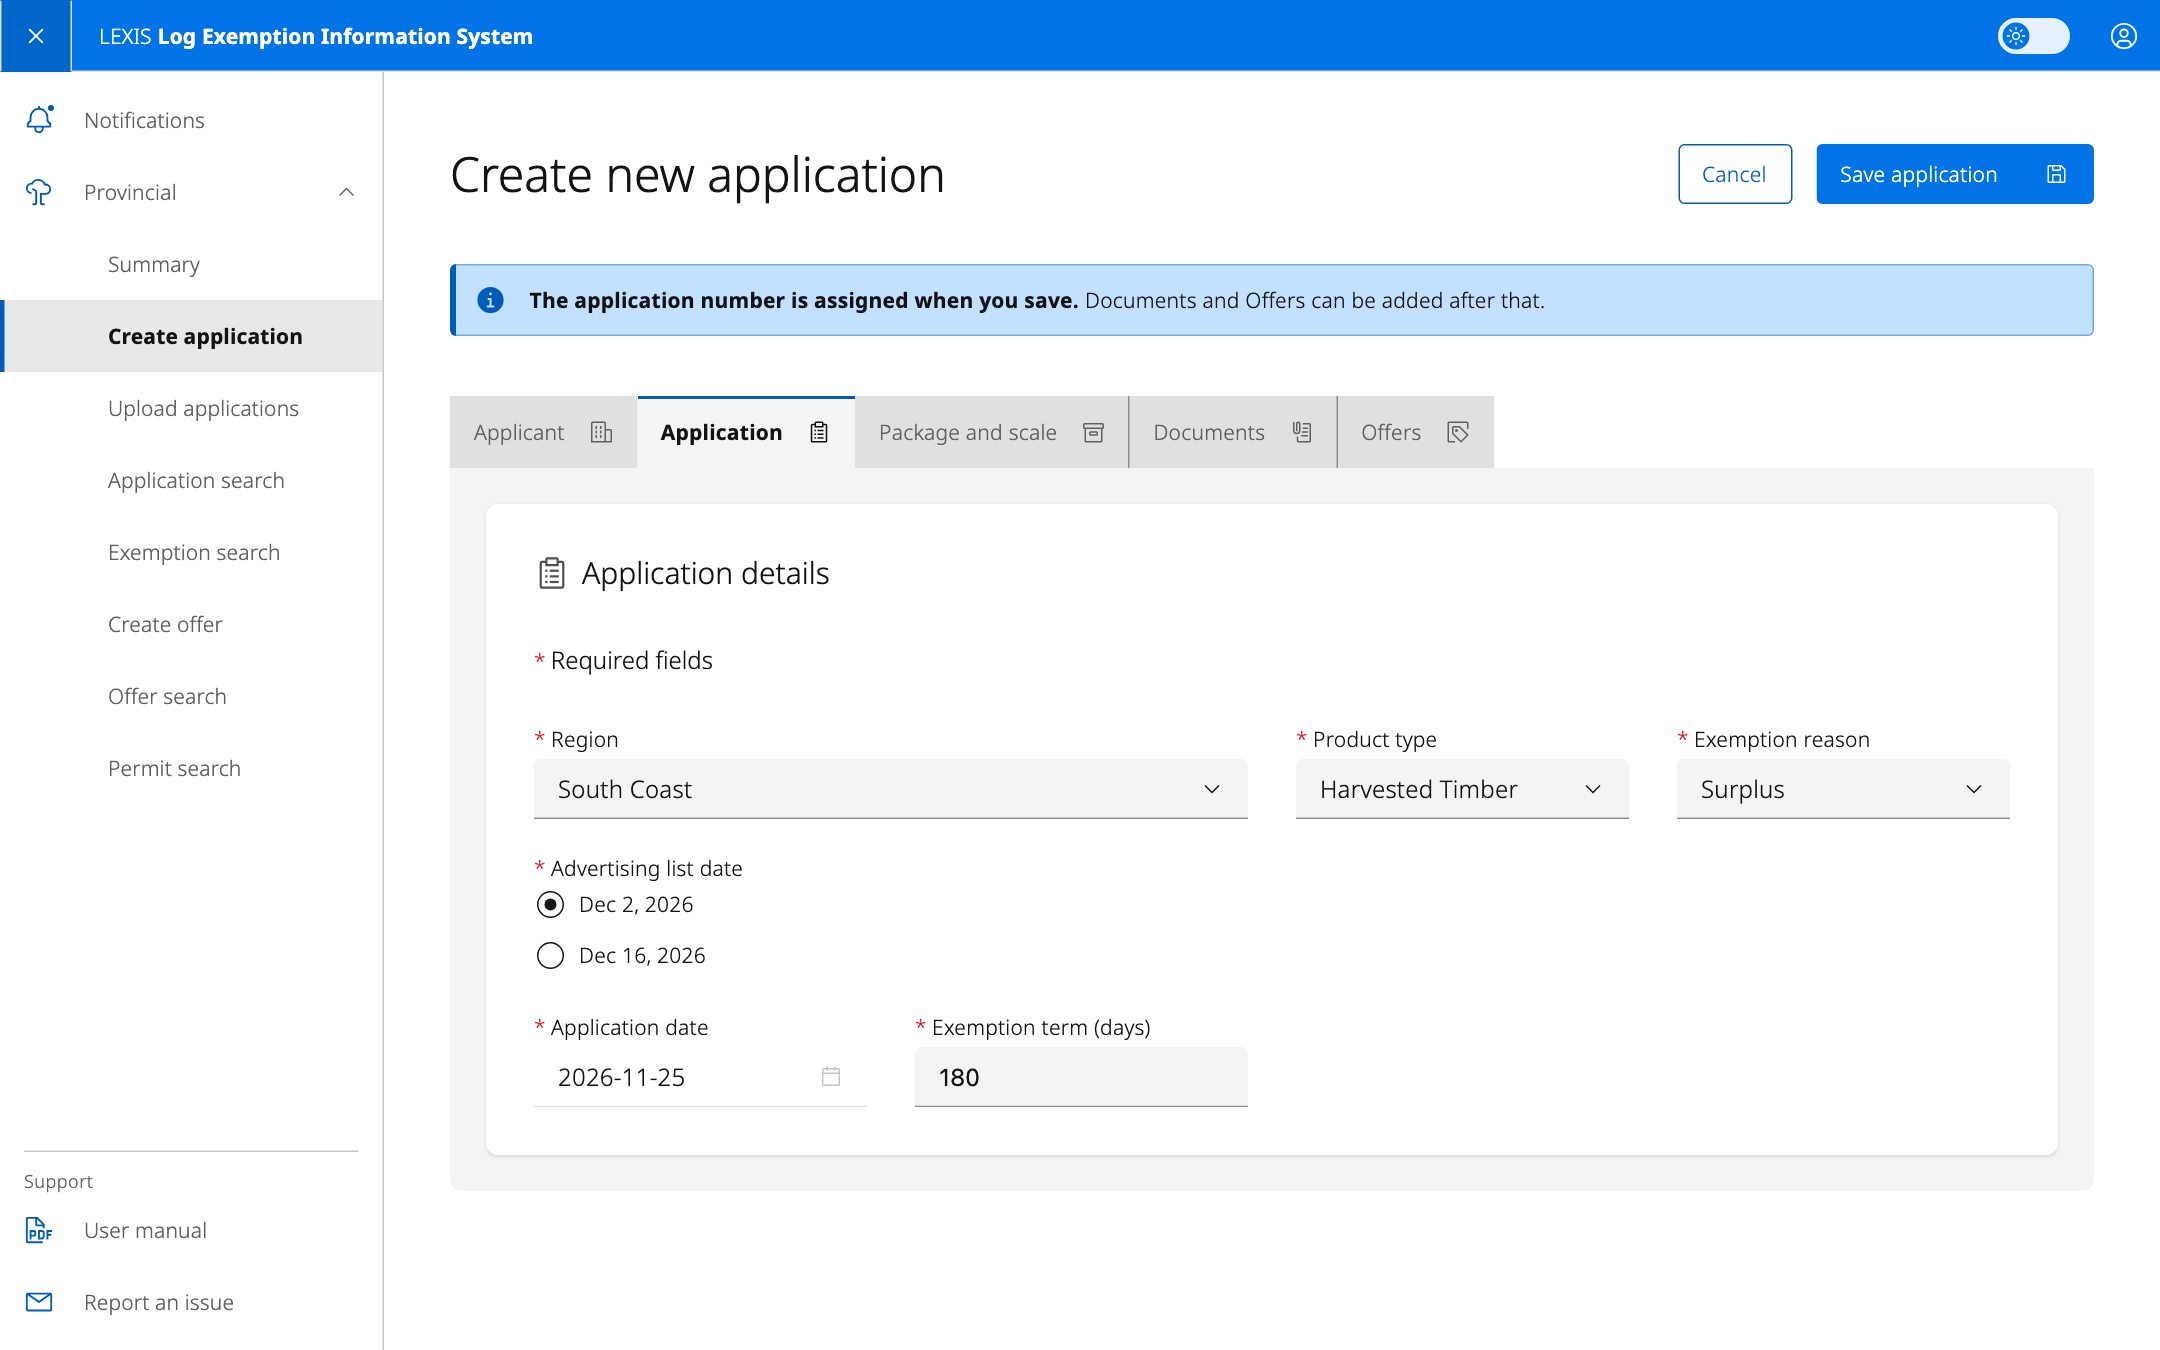 LEXIS Log Exemption Information System
Notifications
Provincial
Summary
Create application
Upload applications
Application search
Exemption search
Create offer
Offer search
Permit search
Support
PDF
User manual
Report an issue
Create new application
Cancel
Save application
The application number is assigned when you save. Documents and Offers can be added after that.
Applicant
Application
Package and scale
Documents
Offers
Application details
* Required fields
* Region
South Coast
* Product type
Harvested Timber
* Exemption reason
Surplus
* Advertising list date
Dec 2, 2026
Dec 16, 2026
* Application date
2026-11-25
* Exemption term (days)
180